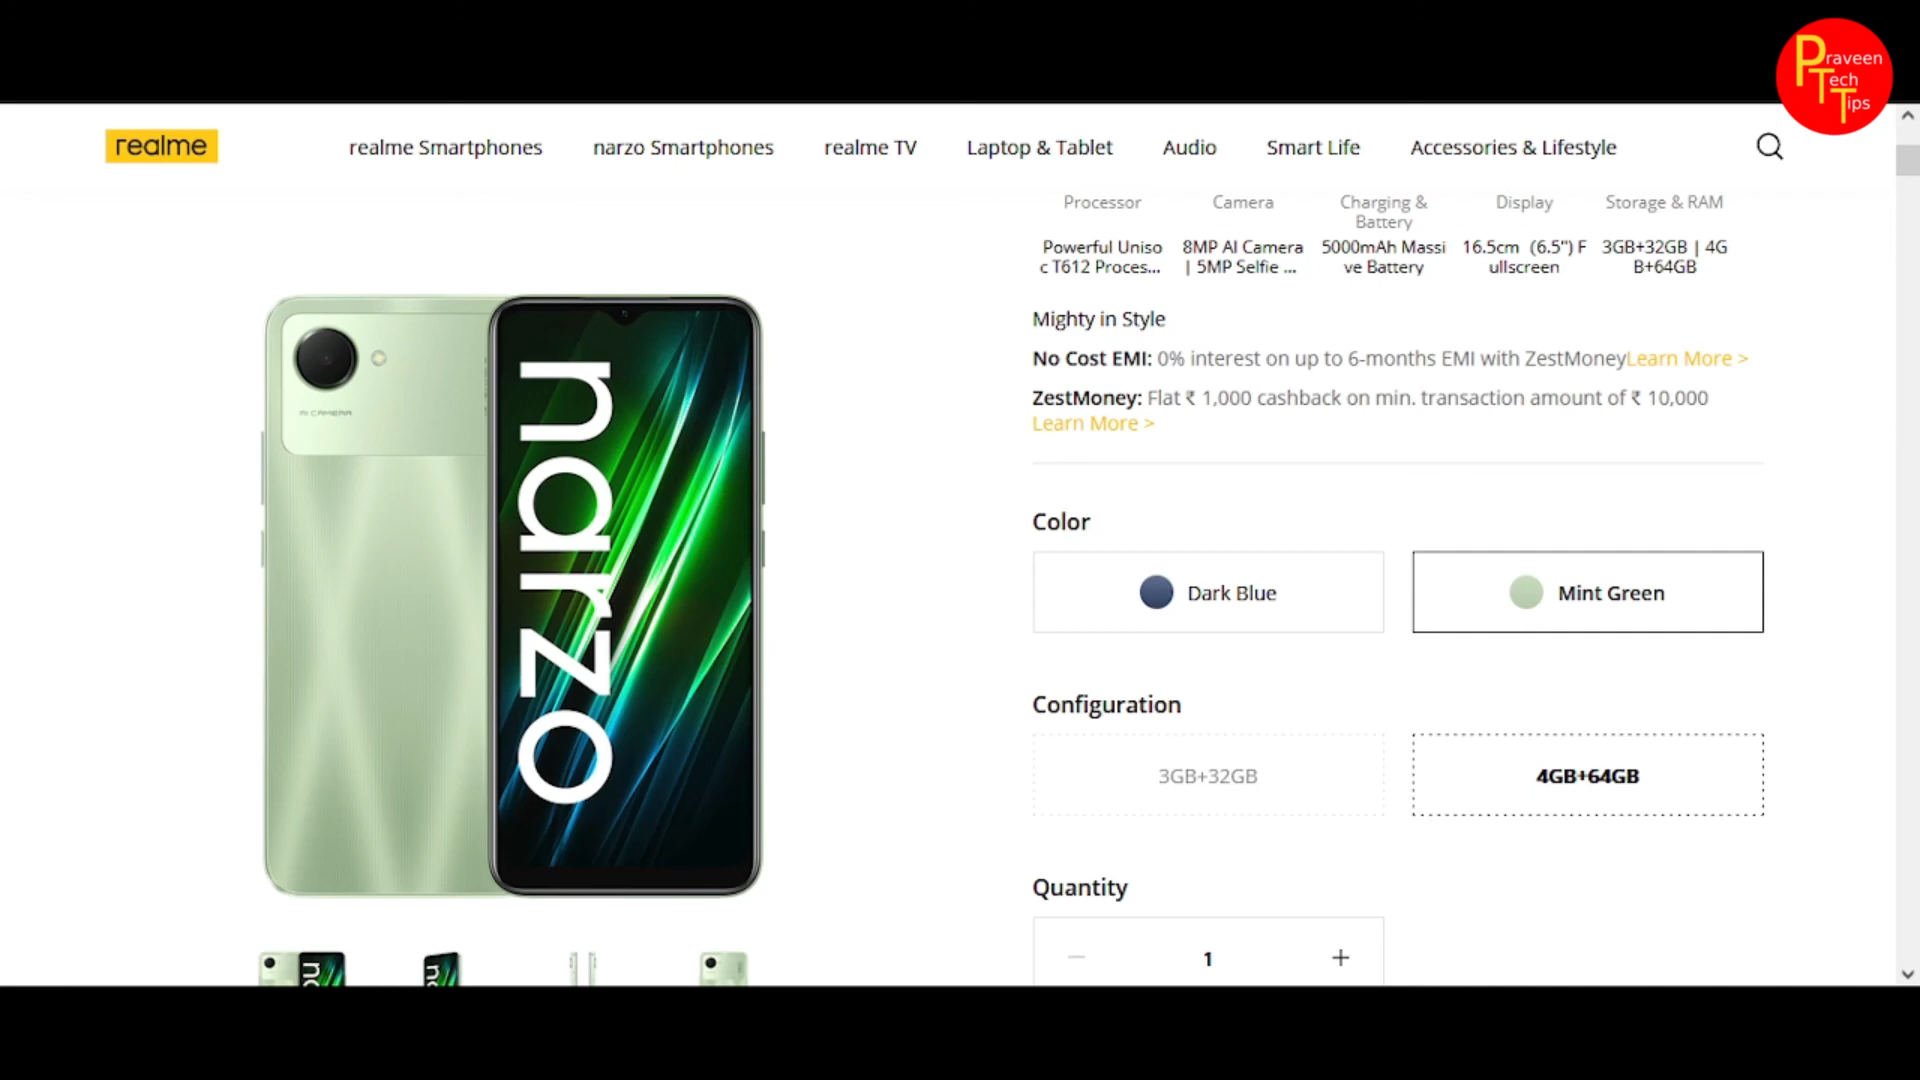 Praveen
Tech
Tips
realme
realme Smartphones
narzo Smartphones
realme TV
Laptop & Tablet
Audio
Smart Life
Accessories & Lifestyle
Processor
Camera
Charging &
Battery
Display
Storage & RAM
Powerful Uniso
c T612 Proces...
8MP AI Camera
| 5MP Selfie ...
5000mAh Massi
ve Battery
16.5cm (6.5") F
ullscreen
3GB+32GB | 4G
B+64GB
Mighty in Style
No Cost EMI: 0% interest on up to 6-months EMI with ZestMoneyLearn More >
ZestMoney: Flat ₹ 1,000 cashback on min. transaction amount of ₹ 10,000
Learn More >
AI CAMERA
narzo
Color
Dark Blue
Mint Green
Configuration
3GB+32GB
4GB+64GB
Quantity
1